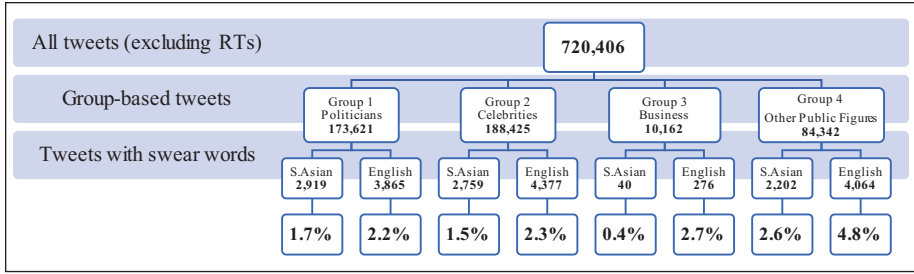 All tweets (excluding RTs)
720,406
Group-based tweets
Group 1
Politicians
173,621
Group 2
Celebrities
188,425
Group 3
Business
10,162
Group 4
Other Public Figures
84,342
Tweets with swear words
S.Asian
2,919
English
3,865
S.Asian
2,759
English
4,377
S.Asian
40
English
276
S.Asian
2,202
English
4,064
1.7%
2.2%
1.5%
2.3%
0.4%
2.7%
2.6%
4.8%